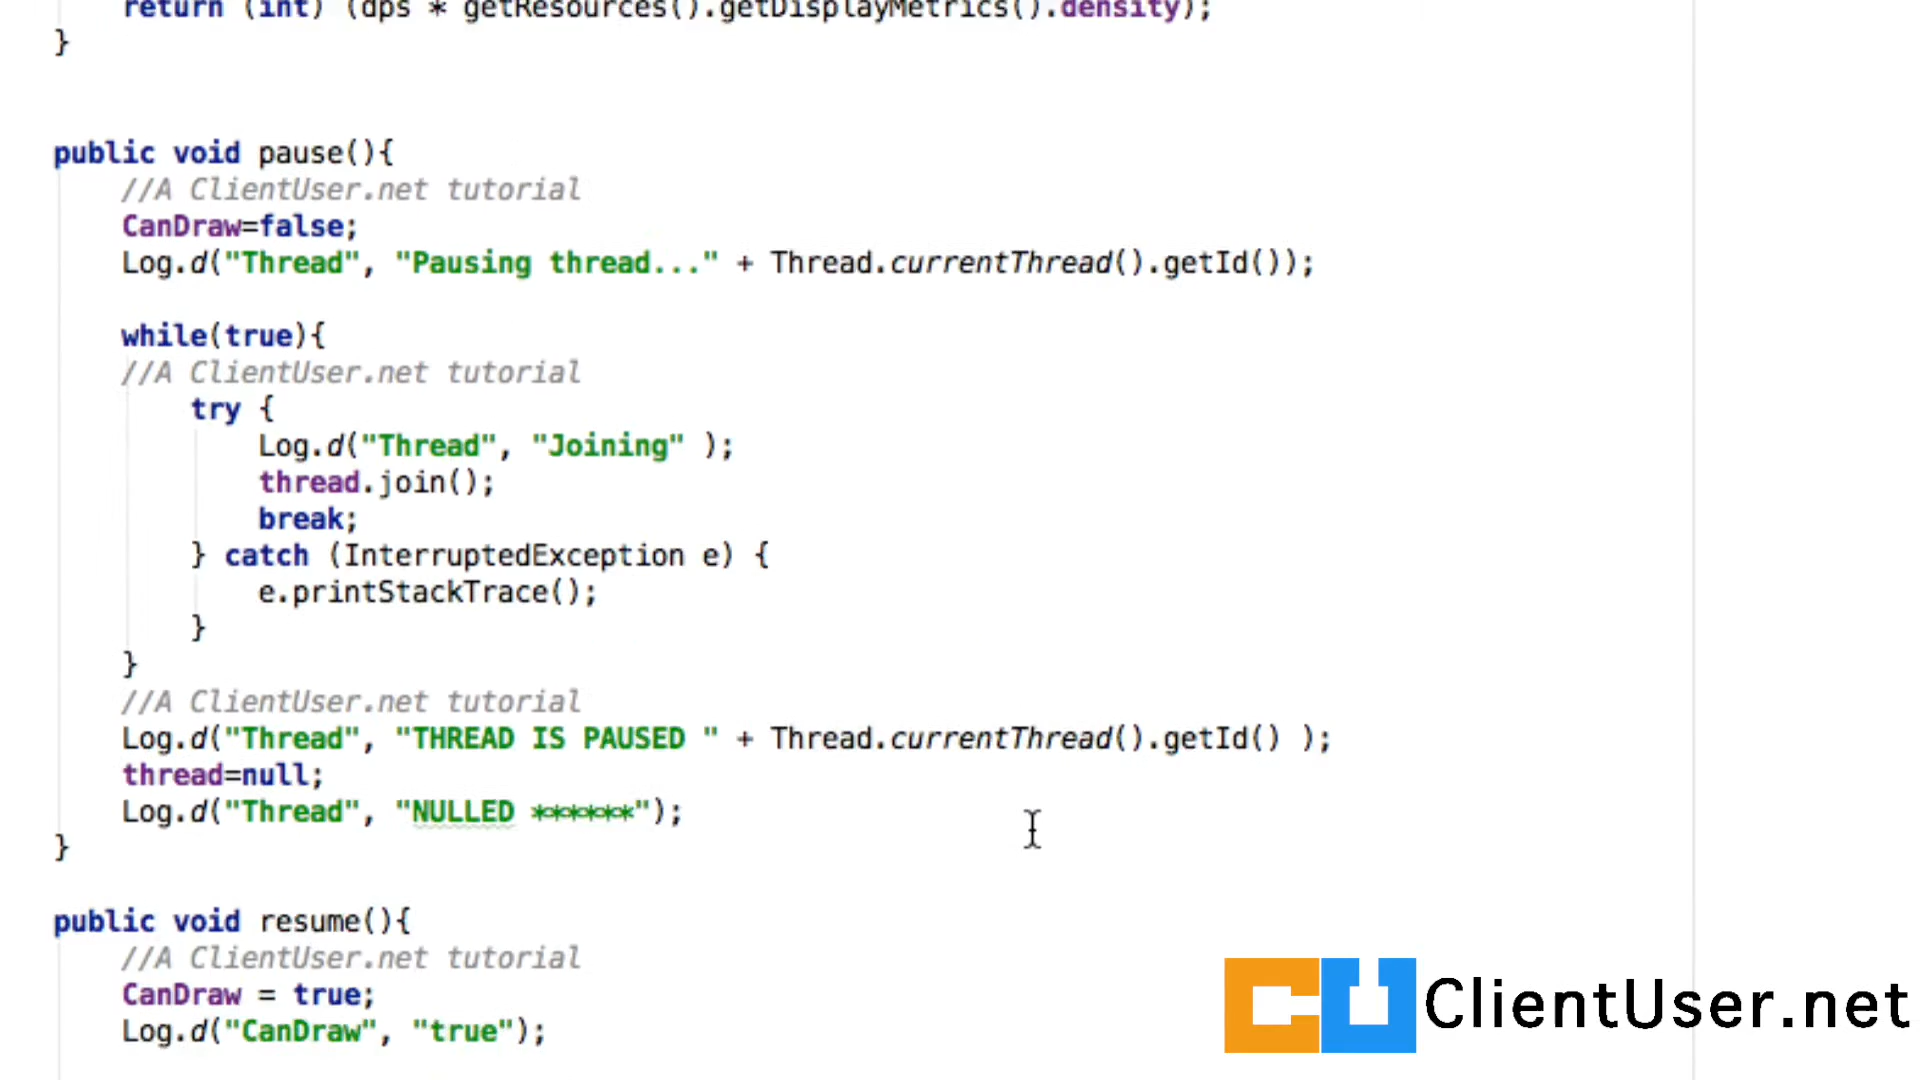 return (int) (dps * getResources().getDisplayMetrics().density);
}
public void pause(){
//A ClientUser.net tutorial
CanDraw=false;
Log.d("Thread", "Pausing thread..." + Thread.currentThread().getId());
while(true){
//A ClientUser.net tutorial
try {
Log.d("Thread", "Joining" );
thread.join();
break;
} catch (InterruptedException e) {
e.printStackTrace();
}
}
//A ClientUser.net tutorial
Log.d("Thread", "THREAD IS PAUSED " + Thread.currentThread().getId() );
thread=null;
Log.d("Thread", "NULLED ******");
}
public void resume(){
//A ClientUser.net tutorial
CanDraw = true;
Log.d("CanDraw", "true");
CU ClientUser.net